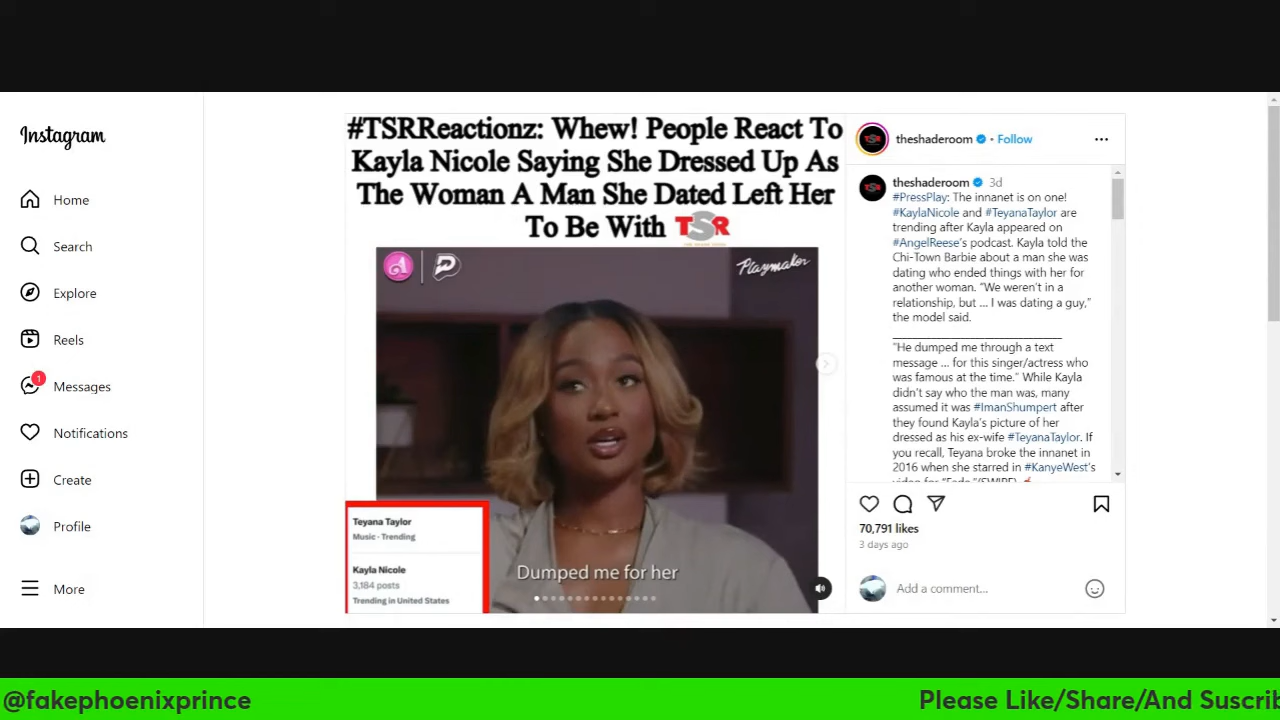 Instagram
Home
Search
Explore
Reels
1
Messages
Notifications
Create
Profile
More
#TSRReactionz: Whew! People React To
Kayla Nicole Saying She Dressed Up As
The Woman A Man She Dated Left Her
To Be With TSR
Playmaker
Teyana Taylor
Music · Trending
Kayla Nicole
3,184 posts
Trending in United States
Dumped me for her
theshaderoom • Follow
theshaderoom 3d
#PressPlay: The innanet is on one!
#KaylaNicole and #TeyanaTaylor are
trending after Kayla appeared on
#AngelReese's podcast. Kayla told the
Chi-Town Barbie about a man she was
dating who ended things with her for
another woman. “We weren't in a
relationship, but … I was dating a guy,”
the model said.
“He dumped me through a text
message … for this singer/actress who
was famous at the time.” While Kayla
didn't say who the man was, many
assumed it was #ImanShumpert after
they found Kayla's picture of her
dressed as his ex-wife #TeyanaTaylor. If
you recall, Teyana broke the innanet in
2016 when she starred in #KanyeWest's
video for “Fade.”(SWIPE)
70,791 likes
3 days ago
Add a comment...
@fakephoenixprince
Please Like/Share/And Suscrib